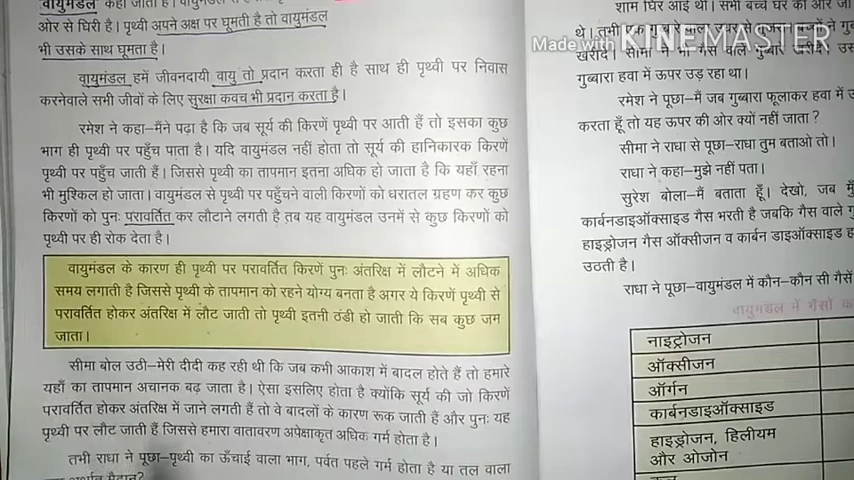 वायुमंडल कहा जाता है।
ओर से घिरी है। पृथ्वी अपने अक्ष पर घूमती है तो वायुमंडल
भी उसके साथ घूमता है।
वायुमंडल हमें जीवनदायी वायु तो प्रदान करता ही है साथ ही पृथ्वी पर निवास
करनेवाले सभी जीवों के लिए सुरक्षा कवच भी प्रदान करता है।
रमेश ने कहा–मैंने पढ़ा है कि जब सूर्य की किरणें पृथ्वी पर आती हैं तो इसका कुछ
भाग ही पृथ्वी पर पहुँच पाता है। यदि वायुमंडल नहीं होता तो सूर्य की हानिकारक किरणें
पृथ्वी पर पहुँच जाती हैं। जिससे पृथ्वी का तापमान इतना अधिक हो जाता है कि यहाँ रहना
भी मुश्किल हो जाता। वायुमंडल से पृथ्वी पर पहुँचने वाली किरणों को धरातल ग्रहण कर कुछ
किरणों को पुनः परावर्तित कर लौटाने लगती है तब यह वायुमंडल उनमें से कुछ किरणों को
पृथ्वी पर ही रोक देता है।
वायुमंडल के कारण ही पृथ्वी पर परावर्तित किरणें पुनः अंतरिक्ष में लौटने में अधिक
समय लगाती है जिससे पृथ्वी के तापमान को रहने योग्य बनता है अगर ये किरणें पृथ्वी से
परावर्तित होकर अंतरिक्ष में लौट जाती तो पृथ्वी इतनी ठंडी हो जाती कि सब कुछ जम
जाता।
सीमा बोल उठी–मेरी दीदी कह रही थी कि जब कभी आकाश में बादल होते हैं तो हमारे
यहाँ का तापमान अचानक बढ़ जाता है। ऐसा इसलिए होता है क्योंकि सूर्य की जो किरणें
परावर्तित होकर अंतरिक्ष में जाने लगती हैं तो वे बादलों के कारण रूक जाती हैं और पुनः यह
पृथ्वी पर लौट जाती हैं जिससे हमारा वातावरण अपेक्षाकृत अधिक गर्म होता है।
तभी राधा ने पूछा–पृथ्वी का ऊँचाई वाला भाग, पर्वत पहले गर्म होता है या तल वाला
शाम घिर आई थी। सभी बच्चे घर की ओर जा
Made with KINEMASTER
गुब्बारा हवा में ऊपर उड़ रहा था।
रमेश ने पूछा–मैं जब गुब्बारा फूलाकर हवा में
करता हूँ तो यह ऊपर की ओर क्यों नहीं जाता?
सीमा ने राधा से पूछा–राधा तुम बताओ तो।
राधा ने कहा–मुझे नहीं पता।
सुरेश बोला–मैं बताता हूँ। देखो, जब
कार्बनडाइऑक्साइड गैस भरती है जबकि गैस वाले
हाइड्रोजन गैस ऑक्सीजन व कार्बन डाइऑक्साइड
उठती है।
राधा ने पूछा–वायुमंडल में कौन-कौन सी गैसें
वायुमंडल में गैसों
नाइट्रोजन
ऑक्सीजन
ऑर्गन
कार्बनडाइऑक्साइड
हाइड्रोजन, हिलीयम
और ओजोन